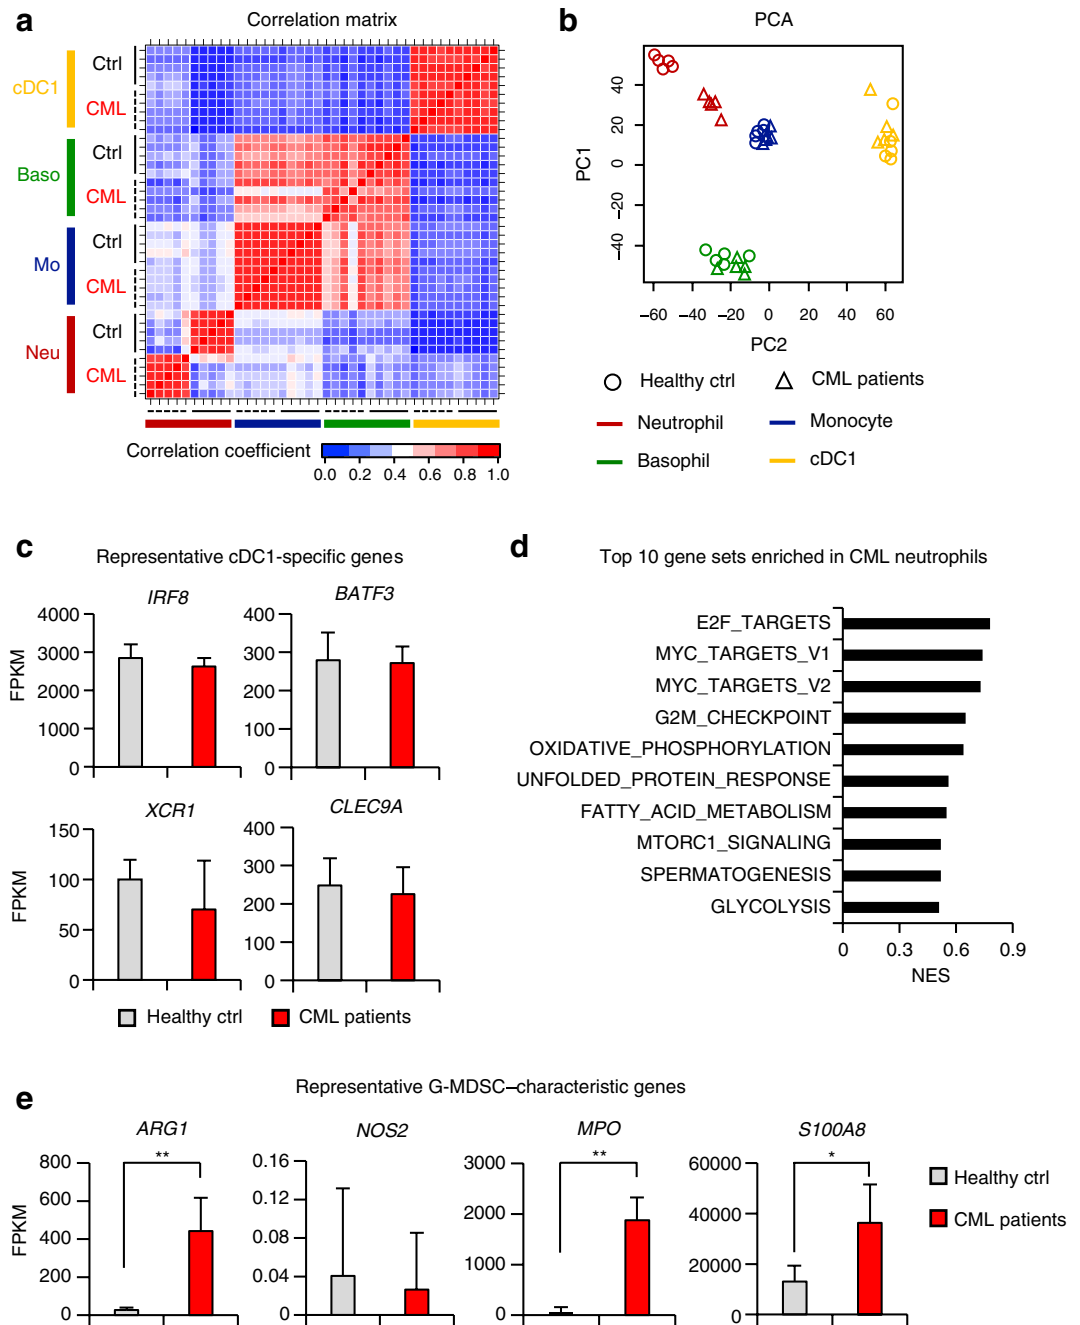 a
Correlation matrix
cDC1
Ctrl
CML
Baso
Ctrl
CML
Mo
Ctrl
CML
Neu
Ctrl
CML
Correlation coefficient
0.0 0.2 0.4 0.6 0.8 1.0
b
PCA
PC1
40
20
0
−20
−40
−60 −40 −20 0 20 40 60
PC2
Healthy ctrl
CML patients
Neutrophil
Monocyte
Basophil
cDC1
c
Representative cDC1-specific genes
IRF8
FPKM
4000
3000
2000
1000
0
BATF3
400
300
200
100
0
XCR1
FPKM
150
100
50
0
CLEC9A
400
300
200
100
0
Healthy ctrl
CML patients
d
Top 10 gene sets enriched in CML neutrophils
E2F_TARGETS
MYC_TARGETS_V1
MYC_TARGETS_V2
G2M_CHECKPOINT
OXIDATIVE_PHOSPHORYLATION
UNFOLDED_PROTEIN_RESPONSE
FATTY_ACID_METABOLISM
MTORC1_SIGNALING
SPERMATOGENESIS
GLYCOLYSIS
0 0.3 0.6 0.9
NES
e
Representative G-MDSC–characteristic genes
ARG1
FPKM
800
600
400
200
0
**
NOS2
0.16
0.12
0.08
0.04
0
MPO
3000
2000
1000
0
**
S100A8
60000
40000
20000
0
*
Healthy ctrl
CML patients